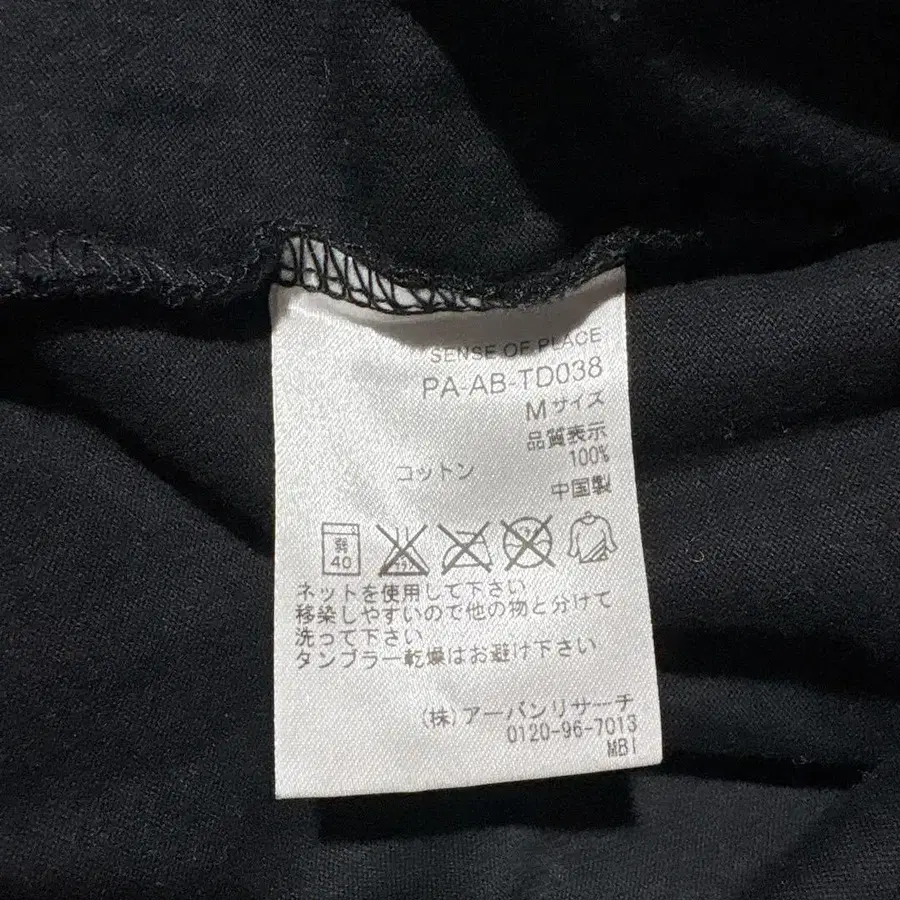 SENSE OF PLACE
PA-AB-TD038
Mサイズ
品質表示
コットン 100%
中国製
弱
40
ネットを使用して下さい
移染しやすいので他の物と分けて
洗って下さい
タンブラー乾燥はお避け下さい
(株)アーバンリサーチ
0120-96-7013
MBI